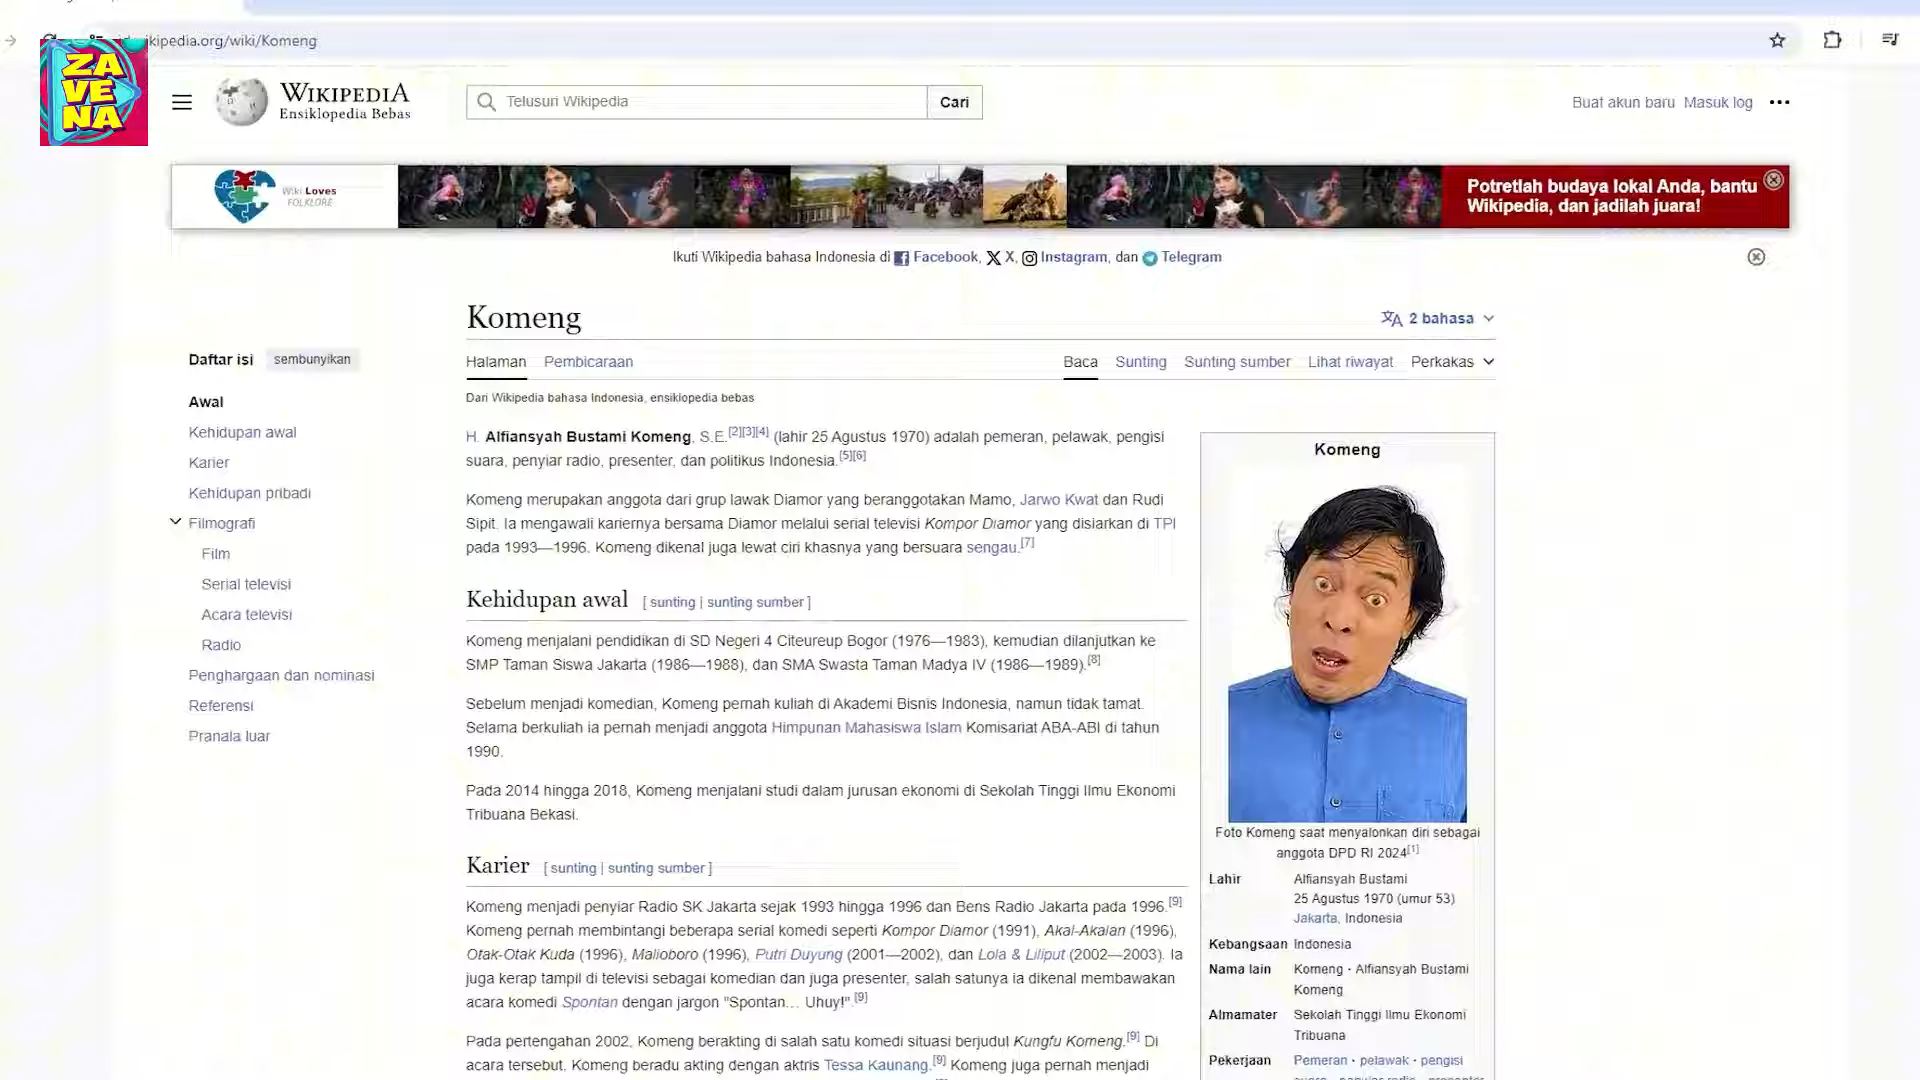 kipedia.org/wiki/Komeng
ZA
VE
NA
WIKIPEDIA
Ensiklopedia Bebas
Telusuri Wikipedia
Cari
Buat akun baru Masuk log
Wiki Loves
FOLKLORE
Potretlah budaya lokal Anda, bantu
Wikipedia, dan jadilah juara!
Ikuti Wikipedia bahasa Indonesia di Facebook, X, Instagram, dan Telegram
Komeng
2 bahasa
Daftar isi sembunyikan
Halaman Pembicaraan
Baca Sunting Sunting sumber Lihat riwayat Perkakas
Dari Wikipedia bahasa Indonesia, ensiklopedia bebas
Awal
Kehidupan awal
Karier
Kehidupan pribadi
Filmografi
Film
Serial televisi
Acara televisi
Radio
Penghargaan dan nominasi
Referensi
Pranala luar
H. Alfiansyah Bustami Komeng, S.E.[2][3][4] (lahir 25 Agustus 1970) adalah pemeran, pelawak, pengisi
suara, penyiar radio, presenter, dan politikus Indonesia.[5][6]
Komeng merupakan anggota dari grup lawak Diamor yang beranggotakan Mamo, Jarwo Kwat dan Rudi
Sipit. Ia mengawali kariernya bersama Diamor melalui serial televisi Kompor Diamor yang disiarkan di TPI
pada 1993—1996. Komeng dikenal juga lewat ciri khasnya yang bersuara sengau.[7]
Kehidupan awal [ sunting | sunting sumber ]
Komeng menjalani pendidikan di SD Negeri 4 Citeureup Bogor (1976—1983), kemudian dilanjutkan ke
SMP Taman Siswa Jakarta (1986—1988), dan SMA Swasta Taman Madya IV (1986—1989).[8]
Sebelum menjadi komedian, Komeng pernah kuliah di Akademi Bisnis Indonesia, namun tidak tamat.
Selama berkuliah ia pernah menjadi anggota Himpunan Mahasiswa Islam Komisariat ABA-ABI di tahun
1990.
Pada 2014 hingga 2018, Komeng menjalani studi dalam jurusan ekonomi di Sekolah Tinggi Ilmu Ekonomi
Tribuana Bekasi.
Karier [ sunting | sunting sumber ]
Komeng menjadi penyiar Radio SK Jakarta sejak 1993 hingga 1996 dan Bens Radio Jakarta pada 1996.[9]
Komeng pernah membintangi beberapa serial komedi seperti Kompor Diamor (1991), Akal-Akalan (1996),
Otak-Otak Kuda (1996), Malioboro (1996), Putri Duyung (2001—2002), dan Lola & Liliput (2002—2003). Ia
juga kerap tampil di televisi sebagai komedian dan juga presenter, salah satunya ia dikenal membawakan
acara komedi Spontan dengan jargon "Spontan... Uhuy!".[9]
Pada pertengahan 2002, Komeng berakting di salah satu komedi situasi berjudul Kungfu Komeng.[9] Di
acara tersebut, Komeng beradu akting dengan aktris Tessa Kaunang.[9] Komeng juga pernah menjadi
Komeng
Foto Komeng saat menyalonkan diri sebagai
anggota DPD RI 2024[1]
Lahir Alfiansyah Bustami
25 Agustus 1970 (umur 53)
Jakarta, Indonesia
Kebangsaan Indonesia
Nama lain Komeng · Alfiansyah Bustami
Komeng
Almamater Sekolah Tinggi Ilmu Ekonomi
Tribuana
Pekerjaan Pemeran · pelawak · pengisi